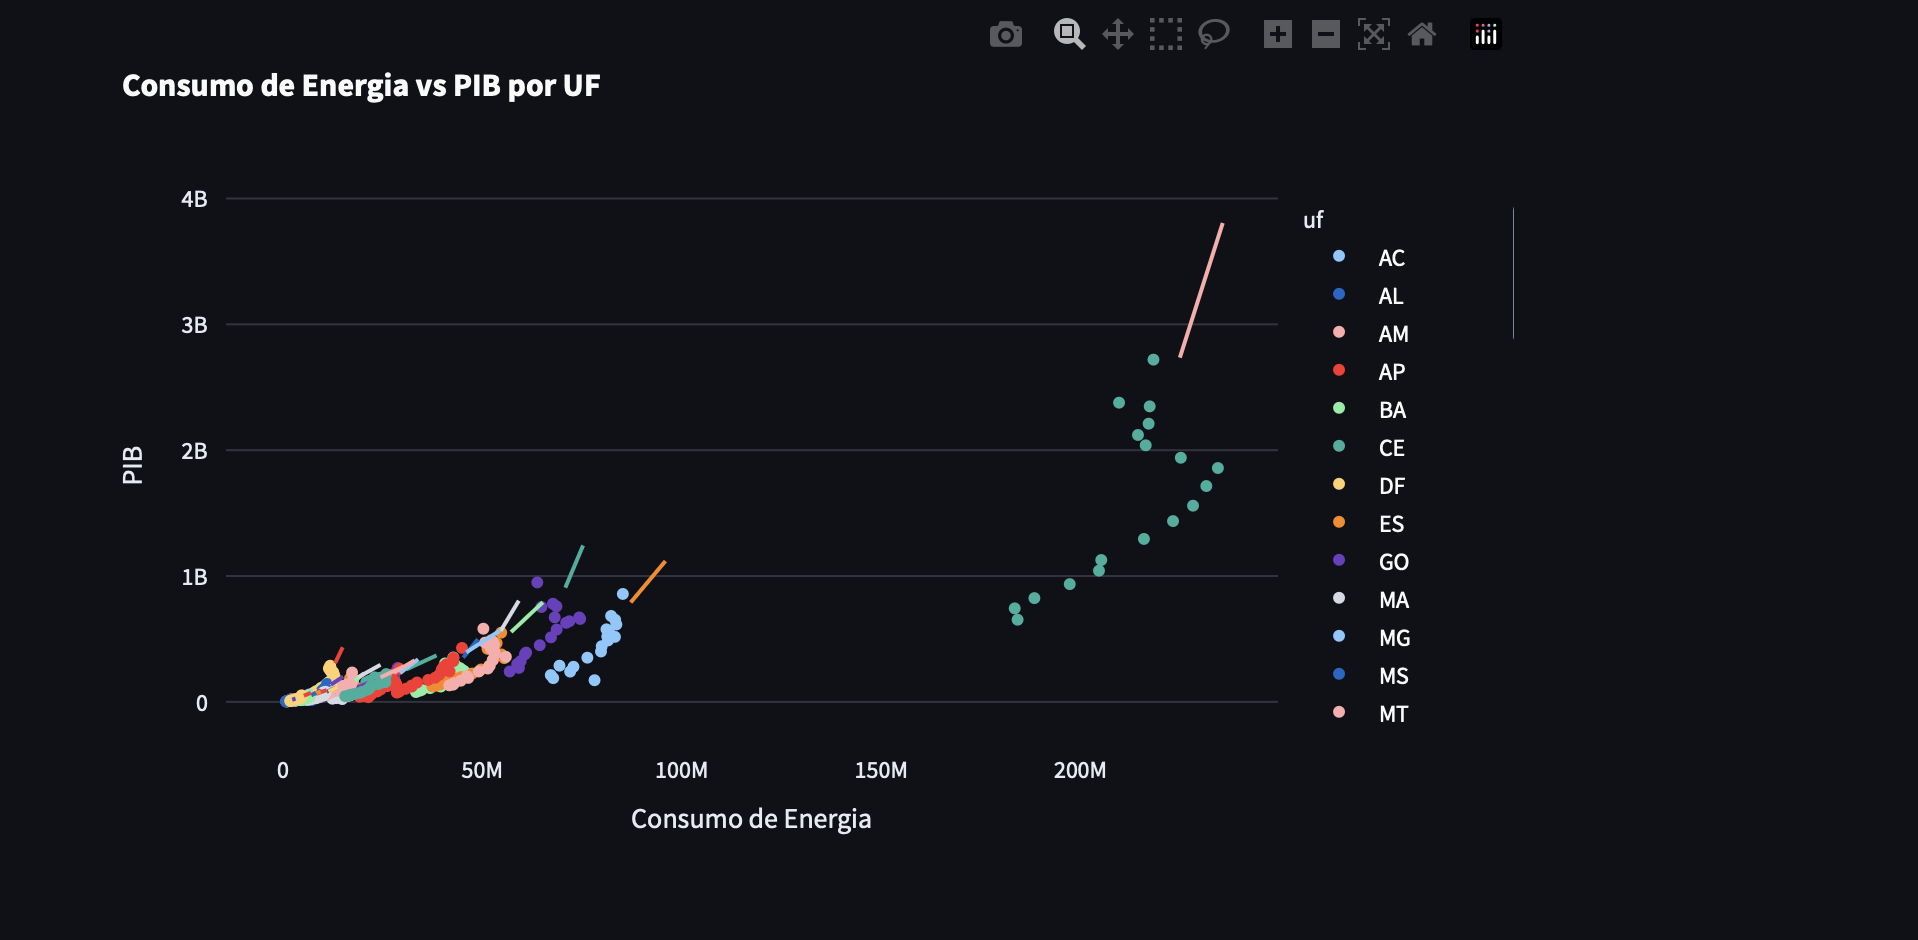 Consumo de Energia vs PIB por UF
4B
3B
2B
1B
0
PIB
0
50M
100M
150M
200M
Consumo de Energia
uf
AC
AL
AM
AP
BA
CE
DF
ES
GO
MA
MG
MS
MT